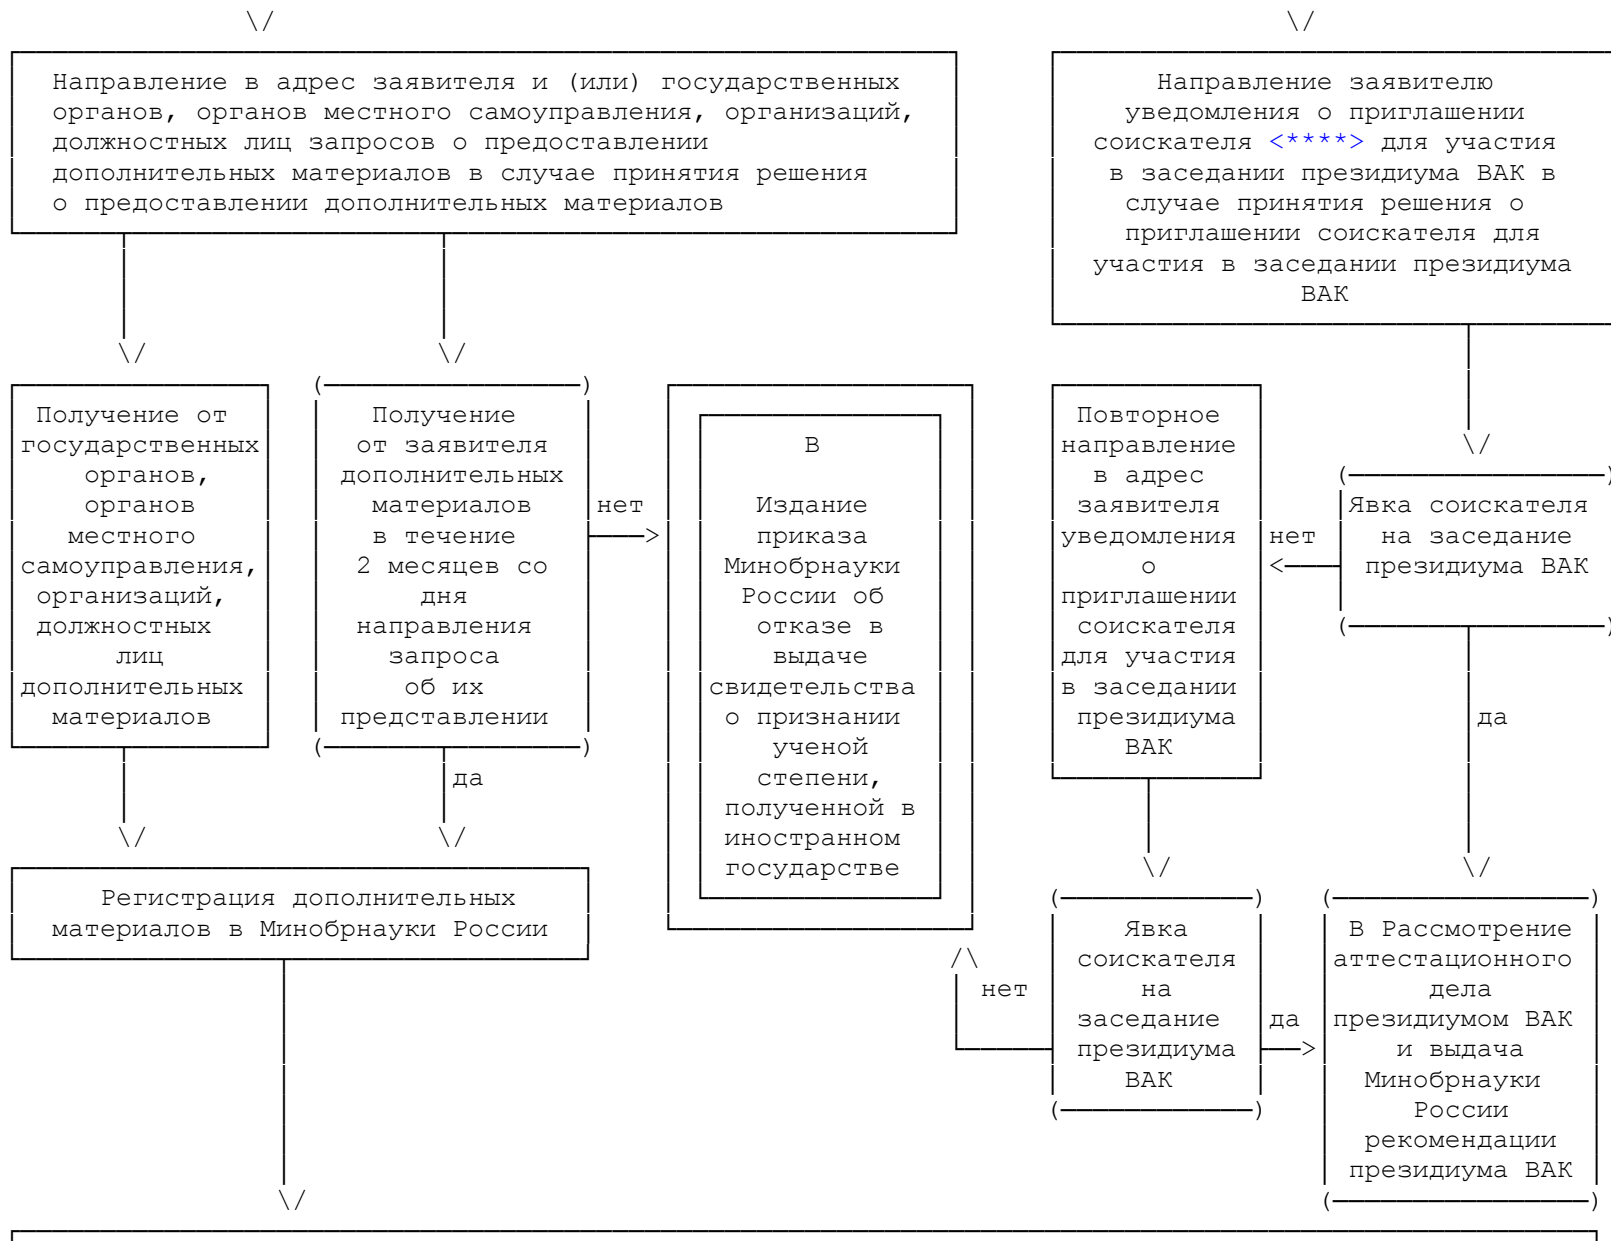 Направление в адрес заявителя и (или) государственных
органов, органов местного самоуправления, организаций,
должностных лиц запросов о предоставлении
дополнительных материалов в случае принятия решения
о предоставлении дополнительных материалов
Направление заявителю
уведомления о приглашении
соискателя <****> для участия
в заседании президиума ВАК в
случае принятия решения о
приглашении соискателя для
участия в заседании президиума
ВАК
Получение от
государственных
органов,
органов
местного
самоуправления,
организаций,
должностных
лиц
дополнительных
материалов
Получение
от заявителя
дополнительных
материалов
в течение
2 месяцев со
дня
направления
запроса
об их
представлении
нет
да
В
Издание
приказа
Минобрнауки
России об
отказе в
выдаче
свидетельства
о признании
ученой
степени,
полученной в
иностранном
государстве
Повторное
направление
в адрес
заявителя
уведомления
о
приглашении
соискателя
для участия
в заседании
президиума
ВАК
нет
Явка соискателя
на заседание
президиума ВАК
да
Регистрация дополнительных
материалов в Минобрнауки России
нет
Явка
соискателя
на
заседание
президиума
ВАК
да
В Рассмотрение
аттестационного
дела
президиумом ВАК
и выдача
Минобрнауки
России
рекомендации
президиума ВАК